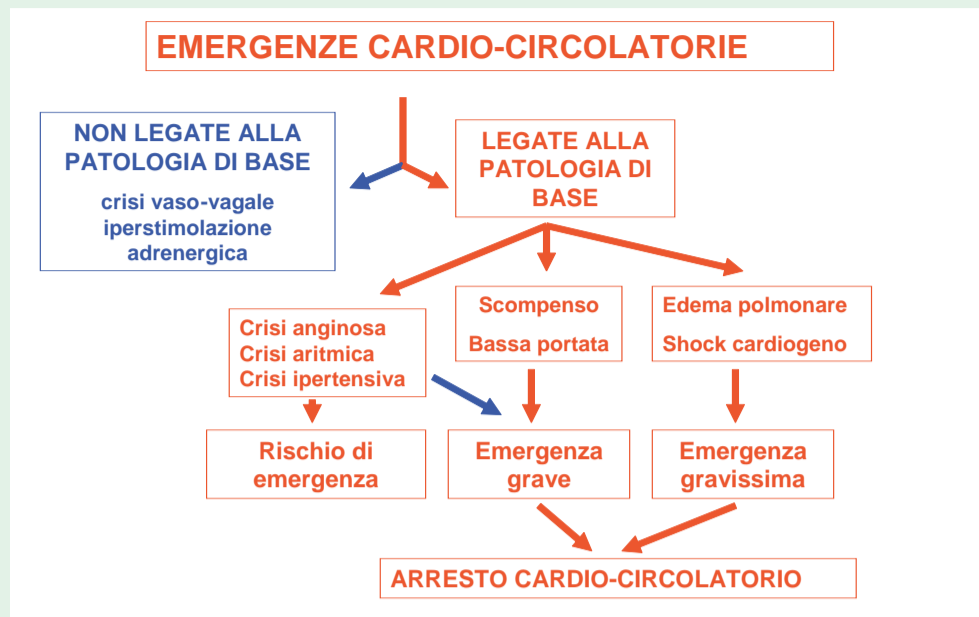 EMERGENZE CARDIO-CIRCOLATORIE
NON LEGATE ALLA
PATOLOGIA DI BASE
crisi vaso-vagale
iperstimolazione
adrenergica
LEGATE ALLA
PATOLOGIA DI
BASE
Crisi anginosa
Crisi aritmica
Crisi ipertensiva
Scompenso
Bassa portata
Edema polmonare
Shock cardiogeno
Rischio di
emergenza
Emergenza
grave
Emergenza
gravissima
ARRESTO CARDIO-CIRCOLATORIO